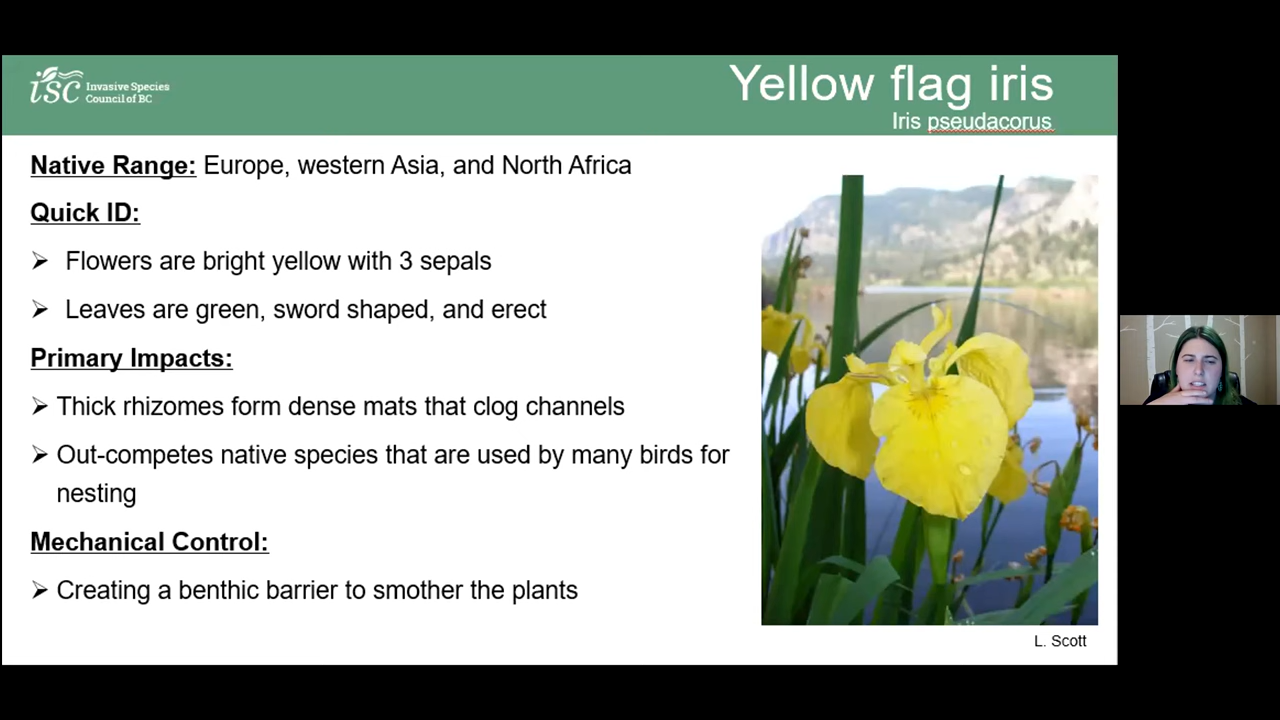 isc Invasive Species
Council of BC
Yellow flag iris
Iris pseudacorus
Native Range: Europe, western Asia, and North Africa
Quick ID:
➢ Flowers are bright yellow with 3 sepals
➢ Leaves are green, sword shaped, and erect
Primary Impacts:
➢ Thick rhizomes form dense mats that clog channels
➢ Out-competes native species that are used by many birds for
nesting
Mechanical Control:
➢ Creating a benthic barrier to smother the plants
L. Scott